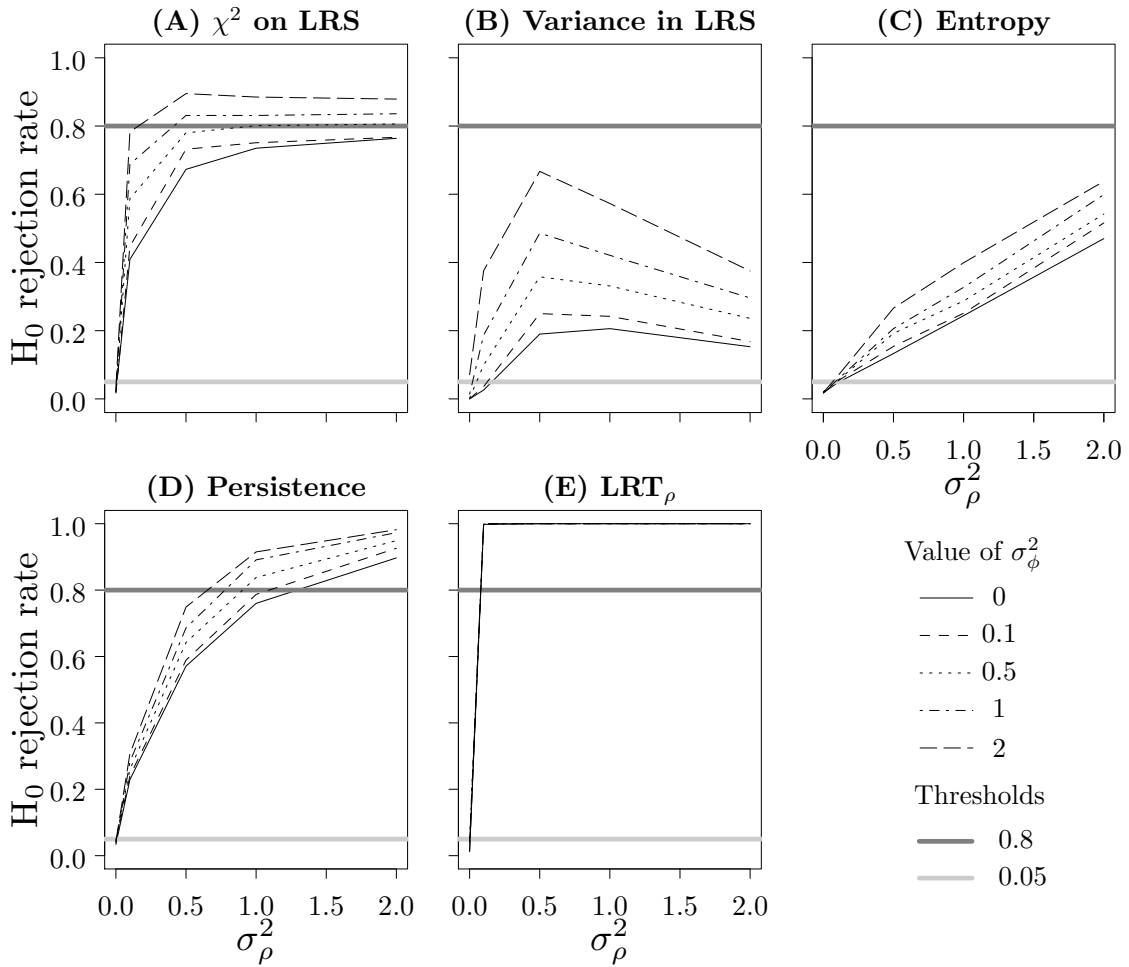 (A) χ² on LRS
(B) Variance in LRS
(C) Entropy
H₀ rejection rate
1.0
0.8
0.6
0.4
0.2
0.0
0.0 0.5 1.0 1.5 2.0
σ²ρ
(D) Persistence
(E) LRTρ
H₀ rejection rate
1.0
0.8
0.6
0.4
0.2
0.0
0.0 0.5 1.0 1.5 2.0
σ²ρ
0.0 0.5 1.0 1.5 2.0
σ²ρ
Value of σ²ϕ
0
0.1
0.5
1
2
Thresholds
0.8
0.05